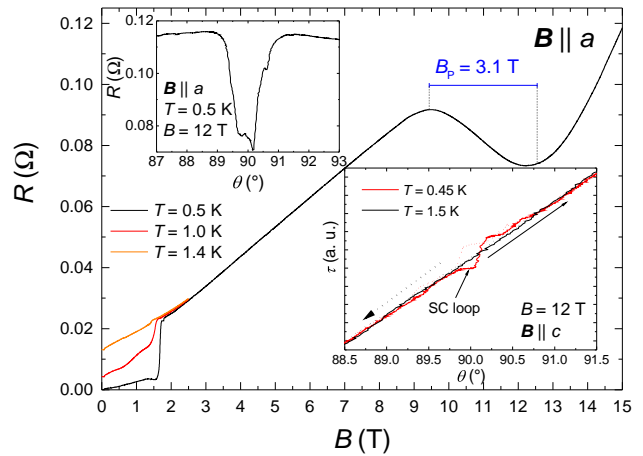 0.12
0.10
0.08
R (Ω)
B || a
T = 0.5 K
B = 12 T
87 88 89 90 91 92 93
θ (°)
B || a
B_P = 3.1 T
0.12
0.10
0.08
0.06
0.04
0.02
0.00
R (Ω)
T = 0.5 K
T = 1.0 K
T = 1.4 K
T = 0.45 K
T = 1.5 K
τ (a. u.)
SC loop
B = 12 T
B || c
88.5 89.0 89.5 90.0 90.5 91.0 91.5
θ (°)
0 1 2 3 4 5 6 7 8 9 10 11 12 13 14 15
B (T)